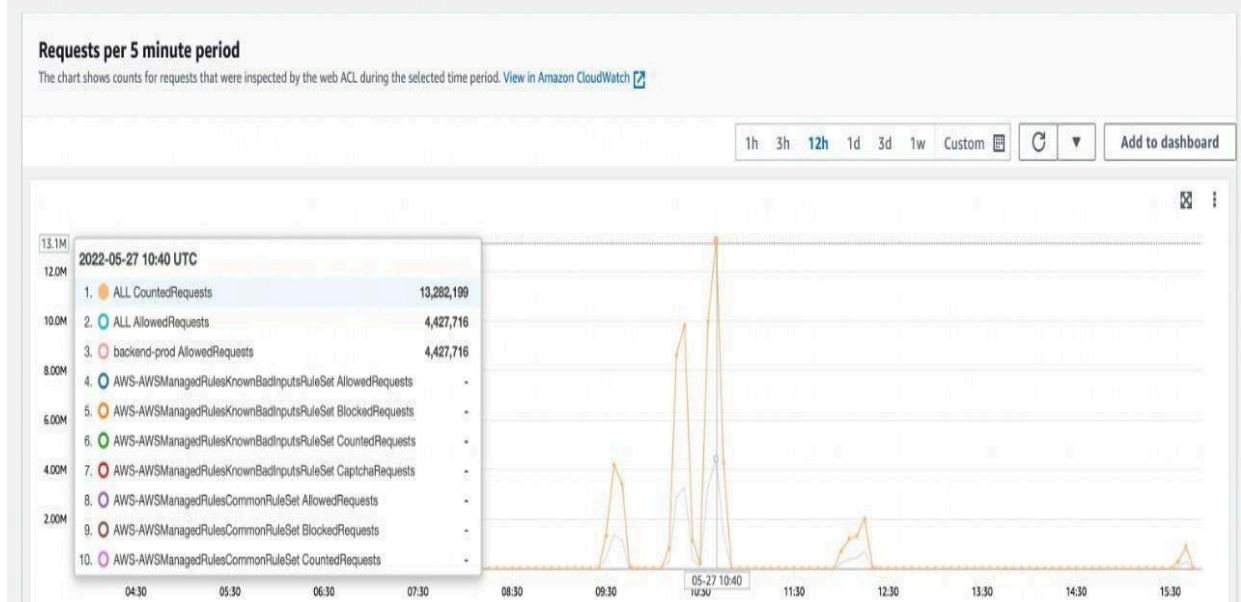 Requests per 5 minute period
The chart shows counts for requests that were inspected by the web ACL during the selected time period. View in Amazon CloudWatch
1h 3h 12h 1d 3d 1w Custom Add to dashboard
13.1M
12.0M
10.0M
8.00M
6.00M
4.00M
2.00M
2022-05-27 10:40 UTC
1. ALL CountedRequests 13,282,199
2. ALL AllowedRequests 4,427,716
3. backend-prod AllowedRequests 4,427,716
4. AWS-AWSManagedRulesKnownBadInputsRuleSet AllowedRequests -
5. AWS-AWSManagedRulesKnownBadInputsRuleSet BlockedRequests -
6. AWS-AWSManagedRulesKnownBadInputsRuleSet CountedRequests -
7. AWS-AWSManagedRulesKnownBadInputsRuleSet CaptchaRequests -
8. AWS-AWSManagedRulesCommonRuleSet AllowedRequests -
9. AWS-AWSManagedRulesCommonRuleSet BlockedRequests -
10. AWS-AWSManagedRulesCommonRuleSet CountedRequests -
05-27 10:40
04:30 05:30 06:30 07:30 08:30 09:30 10:30 11:30 12:30 13:30 14:30 15:30